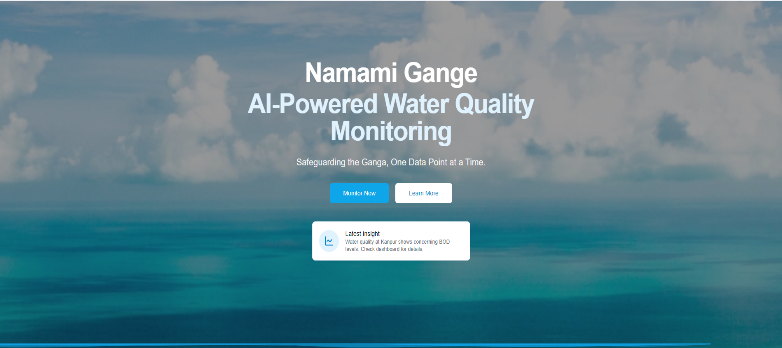 Namami Gange
AI-Powered Water Quality
Monitoring
Safeguarding the Ganga, One Data Point at a Time.
Monitor Now
Learn More
Latest Insight
Water quality at Kanpur shows concerning BOD
levels. Check dashboard for details.